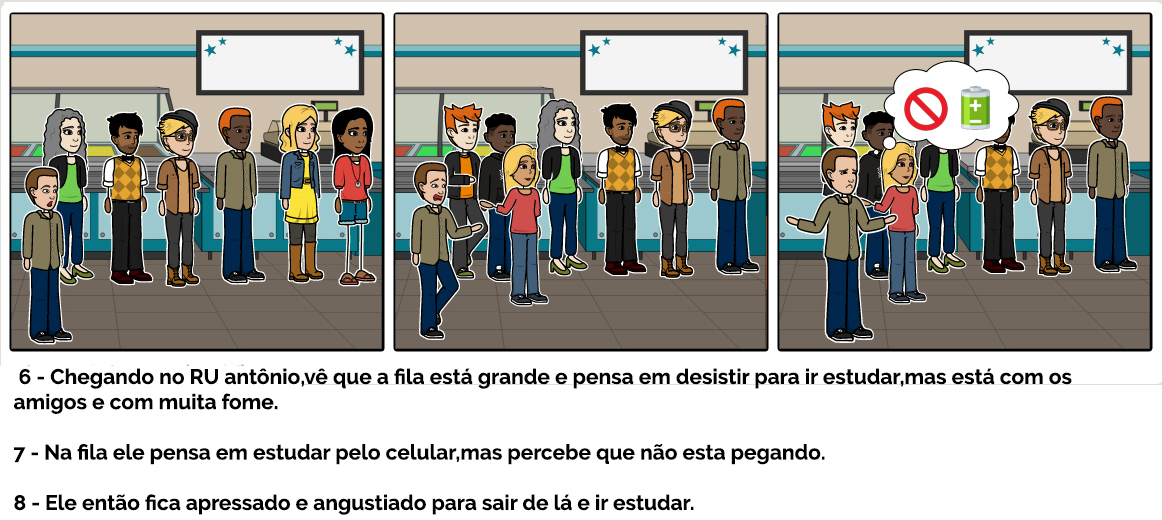 6 - Chegando no RU antônio,vê que a fila está grande e pensa em desistir para ir estudar,mas está com os
amigos e com muita fome.
7 - Na fila ele pensa em estudar pelo celular,mas percebe que não esta pegando.
8 - Ele então fica apressado e angustiado para sair de lá e ir estudar.